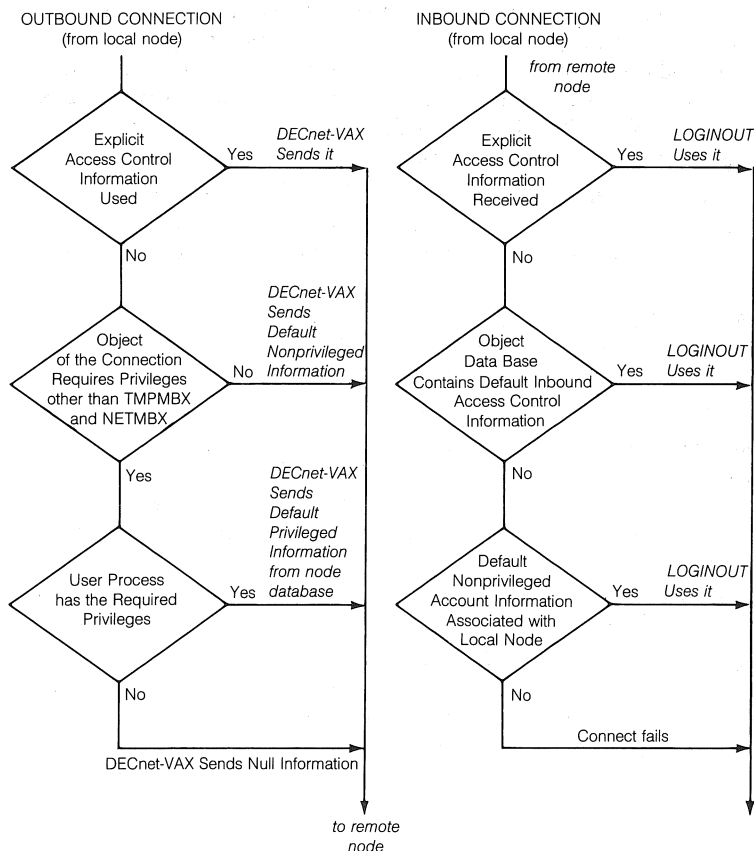 OUTBOUND CONNECTION
(from local node)
Explicit
Access Control
Information
Used
Yes
DECnet-VAX
Sends it
No
Object
of the Connection
Requires Privileges
other than TMPMBX
and NETMBX
No
DECnet-VAX
Sends
Default
Nonprivileged
Information
Yes
User Process
has the Required
Privileges
Yes
DECnet-VAX
Sends
Default
Privileged
Information
from node
database
No
DECnet-VAX Sends Null Information
to remote
node
INBOUND CONNECTION
(from local node)
from remote
node
Explicit
Access Control
Information
Received
Yes
LOGINOUT
Uses it
No
Object
Data Base
Contains Default Inbound
Access Control
Information
Yes
LOGINOUT
Uses it
No
Default
Nonprivileged
Account Information
Associated with
Local Node
Yes
LOGINOUT
Uses it
No
Connect fails